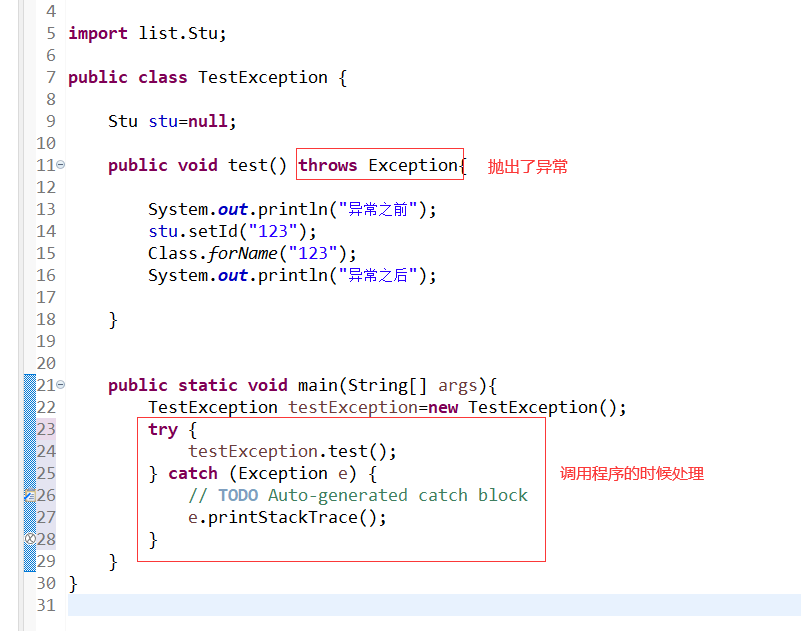 4
5 import list.Stu;
6
7 public class TestException {
8
9 Stu stu=null;
10
11 public void test() throws Exception{ 抛出了异常
12
13 System.out.println("异常之前");
14 stu.setId("123");
15 Class.forName("123");
16 System.out.println("异常之后");
17
18 }
19
20
21 public static void main(String[] args){
22 TestException testException=new TestException();
23 try {
24 testException.test();
25 } catch (Exception e) { 调用程序的时候处理
26 // TODO Auto-generated catch block
27 e.printStackTrace();
28 }
29 }
30 }
31